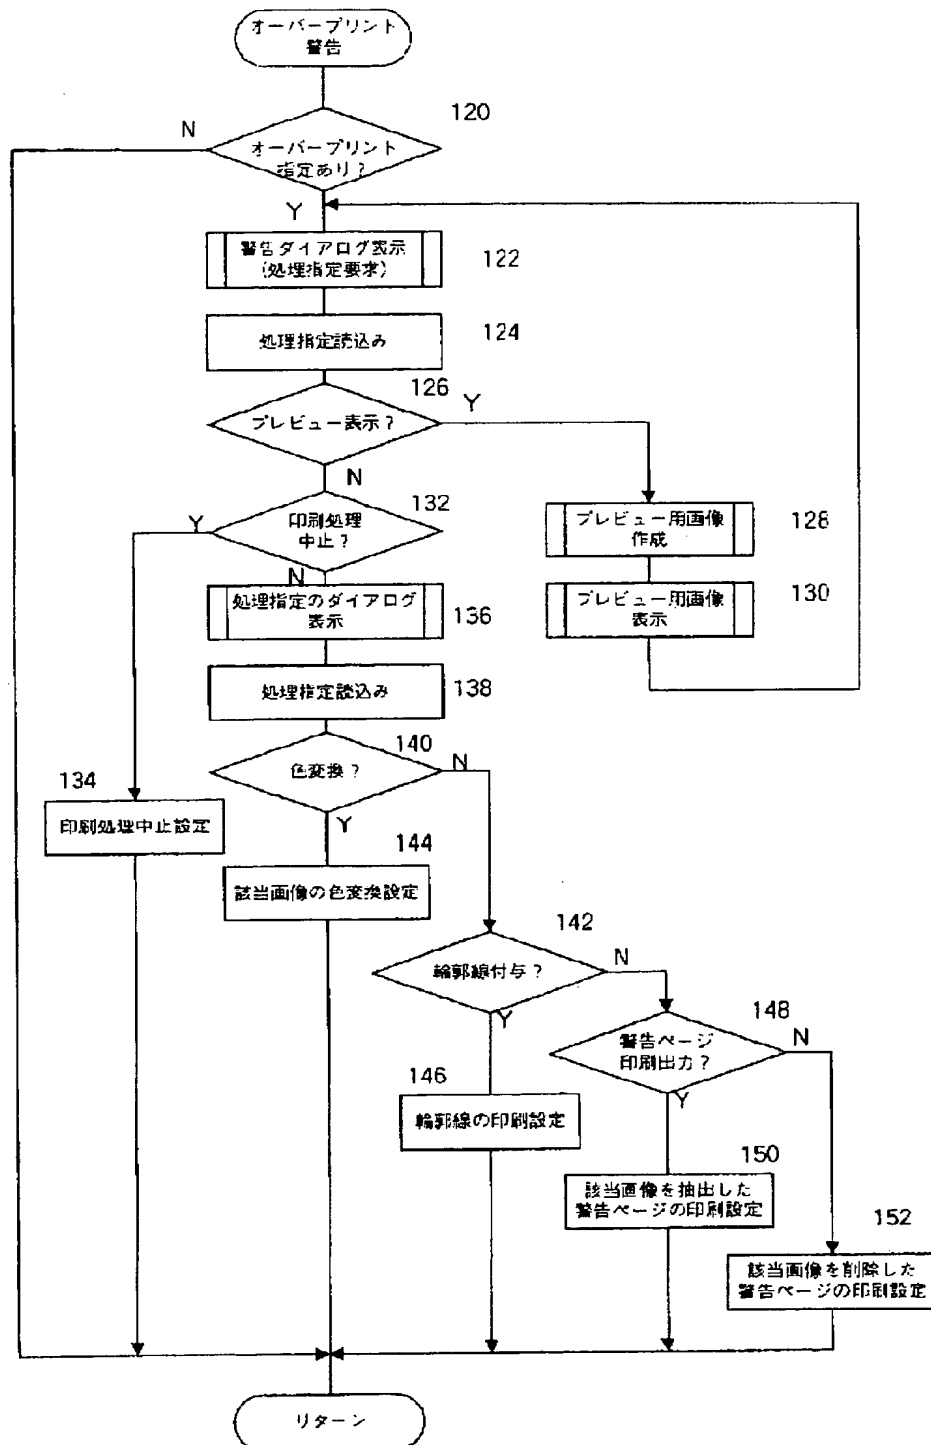 オーバープリント
警告
120
N
オーバープリント
指定あり?
Y
警告ダイアログ表示
(処理指定要求)
122
処理指定読込み
124
126
プレビュー表示?
Y
N
132
Y
印刷処理
中止?
プレビュー用画像
作成
128
N
処理指定のダイアログ
表示
136
プレビュー用画像
表示
130
処理指定読込み
138
140
色変換?
N
134
印刷処理中止設定
Y
144
該当画像の色変換設定
142
輪郭線付与?
N
Y
148
警告ページ
印刷出力?
N
146
輪郭線の印刷設定
Y
150
該当画像を抽出した
警告ページの印刷設定
152
該当画像を削除した
警告ページの印刷設定
リターン